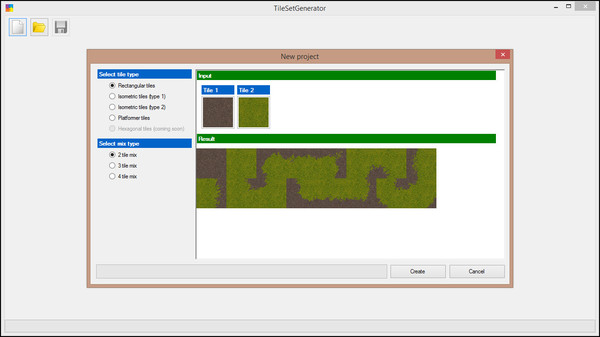 TileSetGenerator
New project
Select tile type
Rectangular tiles
Isometric tiles (type 1)
Isometric tiles (type 2)
Platformer tiles
Hexagonal tiles (coming soon)
Select mix type
2 tile mix
3 tile mix
4 tile mix
Input
Tile 1
Tile 2
Result
Create
Cancel